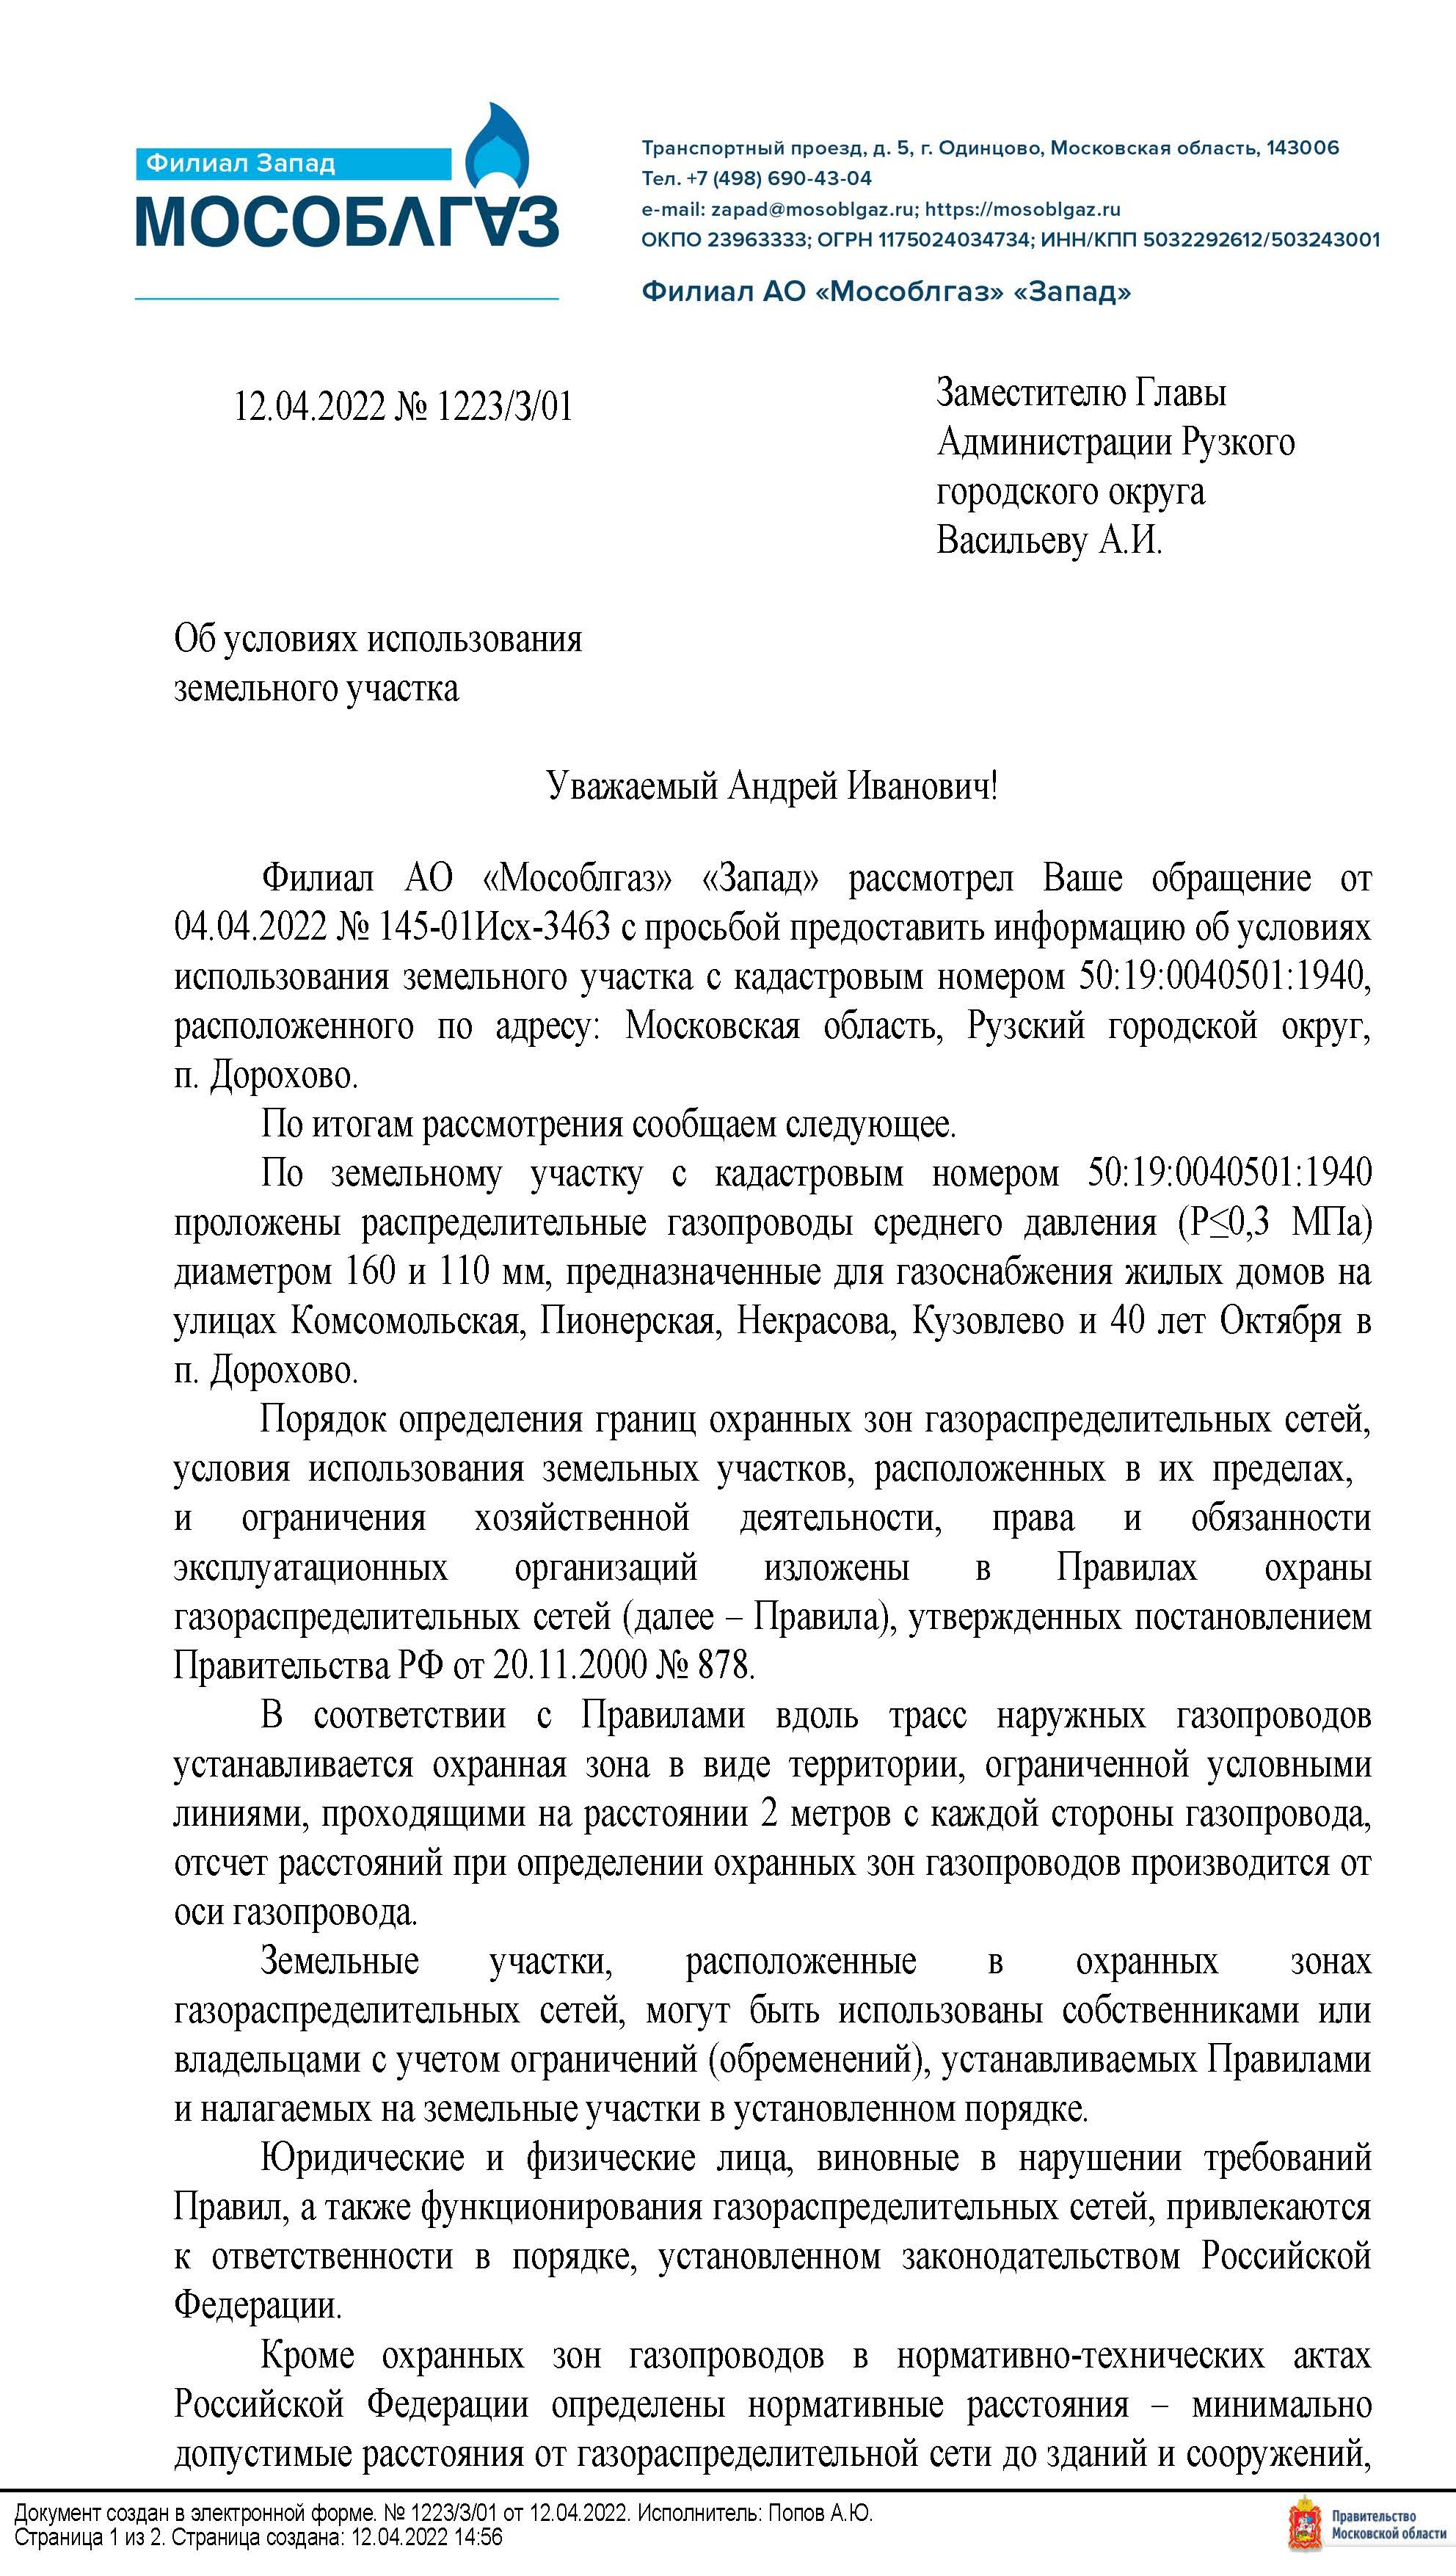 Филиал Запад
МОСОБЛГАЗ
Транспортный проезд, д. 5, г. Одинцово, Московская область, 143006
Тел. +7 (498) 690-43-04
e-mail: zapad@mosoblgaz.ru; https://mosoblgaz.ru
ОКПО 23963333; ОГРН 1175024034734; ИНН/КПП 5032292612/503243001
Филиал АО «Мособлгаз» «Запад»
12.04.2022 № 1223/З/01
Заместителю Главы
Администрации Рузкого
городского округа
Васильеву А.И.
Об условиях использования
земельного участка
Уважаемый Андрей Иванович!
Филиал АО «Мособлгаз» «Запад» рассмотрел Ваше обращение от
04.04.2022 № 145-01Исх-3463 с просьбой предоставить информацию об условиях
использования земельного участка с кадастровым номером 50:19:0040501:1940,
расположенного по адресу: Московская область, Рузский городской округ,
п. Дорохово.
По итогам рассмотрения сообщаем следующее.
По земельному участку с кадастровым номером 50:19:0040501:1940
проложены распределительные газопроводы среднего давления (Р≤0,3 МПа)
диаметром 160 и 110 мм, предназначенные для газоснабжения жилых домов на
улицах Комсомольская, Пионерская, Некрасова, Кузовлево и 40 лет Октября в
п. Дорохово.
Порядок определения границ охранных зон газораспределительных сетей,
условия использования земельных участков, расположенных в их пределах,
и ограничения хозяйственной деятельности, права и обязанности
эксплуатационных организаций изложены в Правилах охраны
газораспределительных сетей (далее – Правила), утвержденных постановлением
Правительства РФ от 20.11.2000 № 878.
В соответствии с Правилами вдоль трасс наружных газопроводов
устанавливается охранная зона в виде территории, ограниченной условными
линиями, проходящими на расстоянии 2 метров с каждой стороны газопровода,
отсчет расстояний при определении охранных зон газопроводов производится от
оси газопровода.
Земельные участки, расположенные в охранных зонах
газораспределительных сетей, могут быть использованы собственниками или
владельцами с учетом ограничений (обременений), устанавливаемых Правилами
и налагаемых на земельные участки в установленном порядке.
Юридические и физические лица, виновные в нарушении требований
Правил, а также функционирования газораспределительных сетей, привлекаются
к ответственности в порядке, установленном законодательством Российской
Федерации.
Кроме охранных зон газопроводов в нормативно-технических актах
Российской Федерации определены нормативные расстояния – минимально
допустимые расстояния от газораспределительной сети до зданий и сооружений,
Документ создан в электронной форме. № 1223/З/01 от 12.04.2022. Исполнитель: Попов А.Ю.
Страница 1 из 2. Страница создана: 12.04.2022 14:56
Правительство
Московской области